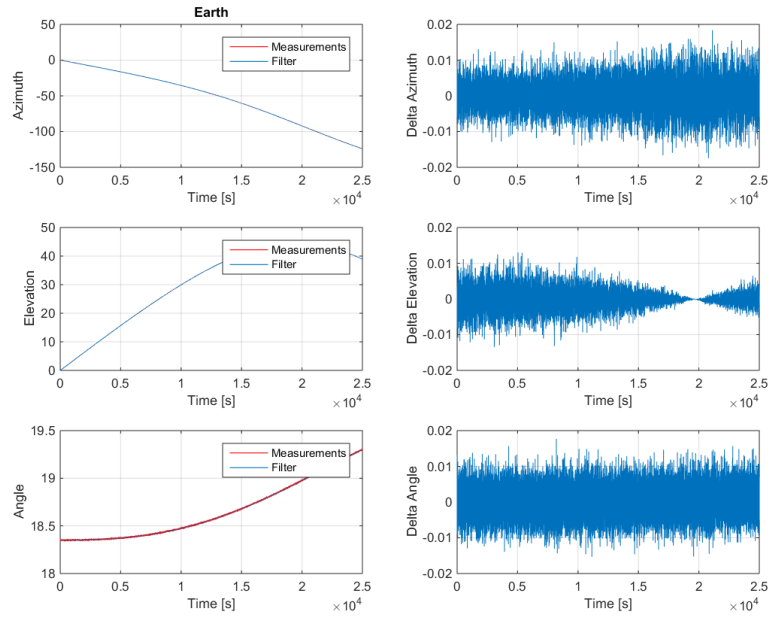 Earth
50
0
-50
-100
-150
Azimuth
Measurements
Filter
0 0.5 1 1.5 2 2.5
Time [s] ×10^4
0.02
0.01
0
-0.01
-0.02
Delta Azimuth
0 0.5 1 1.5 2 2.5
Time [s] ×10^4
50
40
30
20
10
0
Elevation
Measurements
Filter
0 0.5 1 1.5 2 2.5
Time [s] ×10^4
0.02
0.01
0
-0.01
-0.02
Delta Elevation
0 0.5 1 1.5 2 2.5
Time [s] ×10^4
19.5
19
18.5
18
Angle
Measurements
Filter
0 0.5 1 1.5 2 2.5
Time [s] ×10^4
0.02
0.01
0
-0.01
-0.02
Delta Angle
0 0.5 1 1.5 2 2.5
Time [s] ×10^4